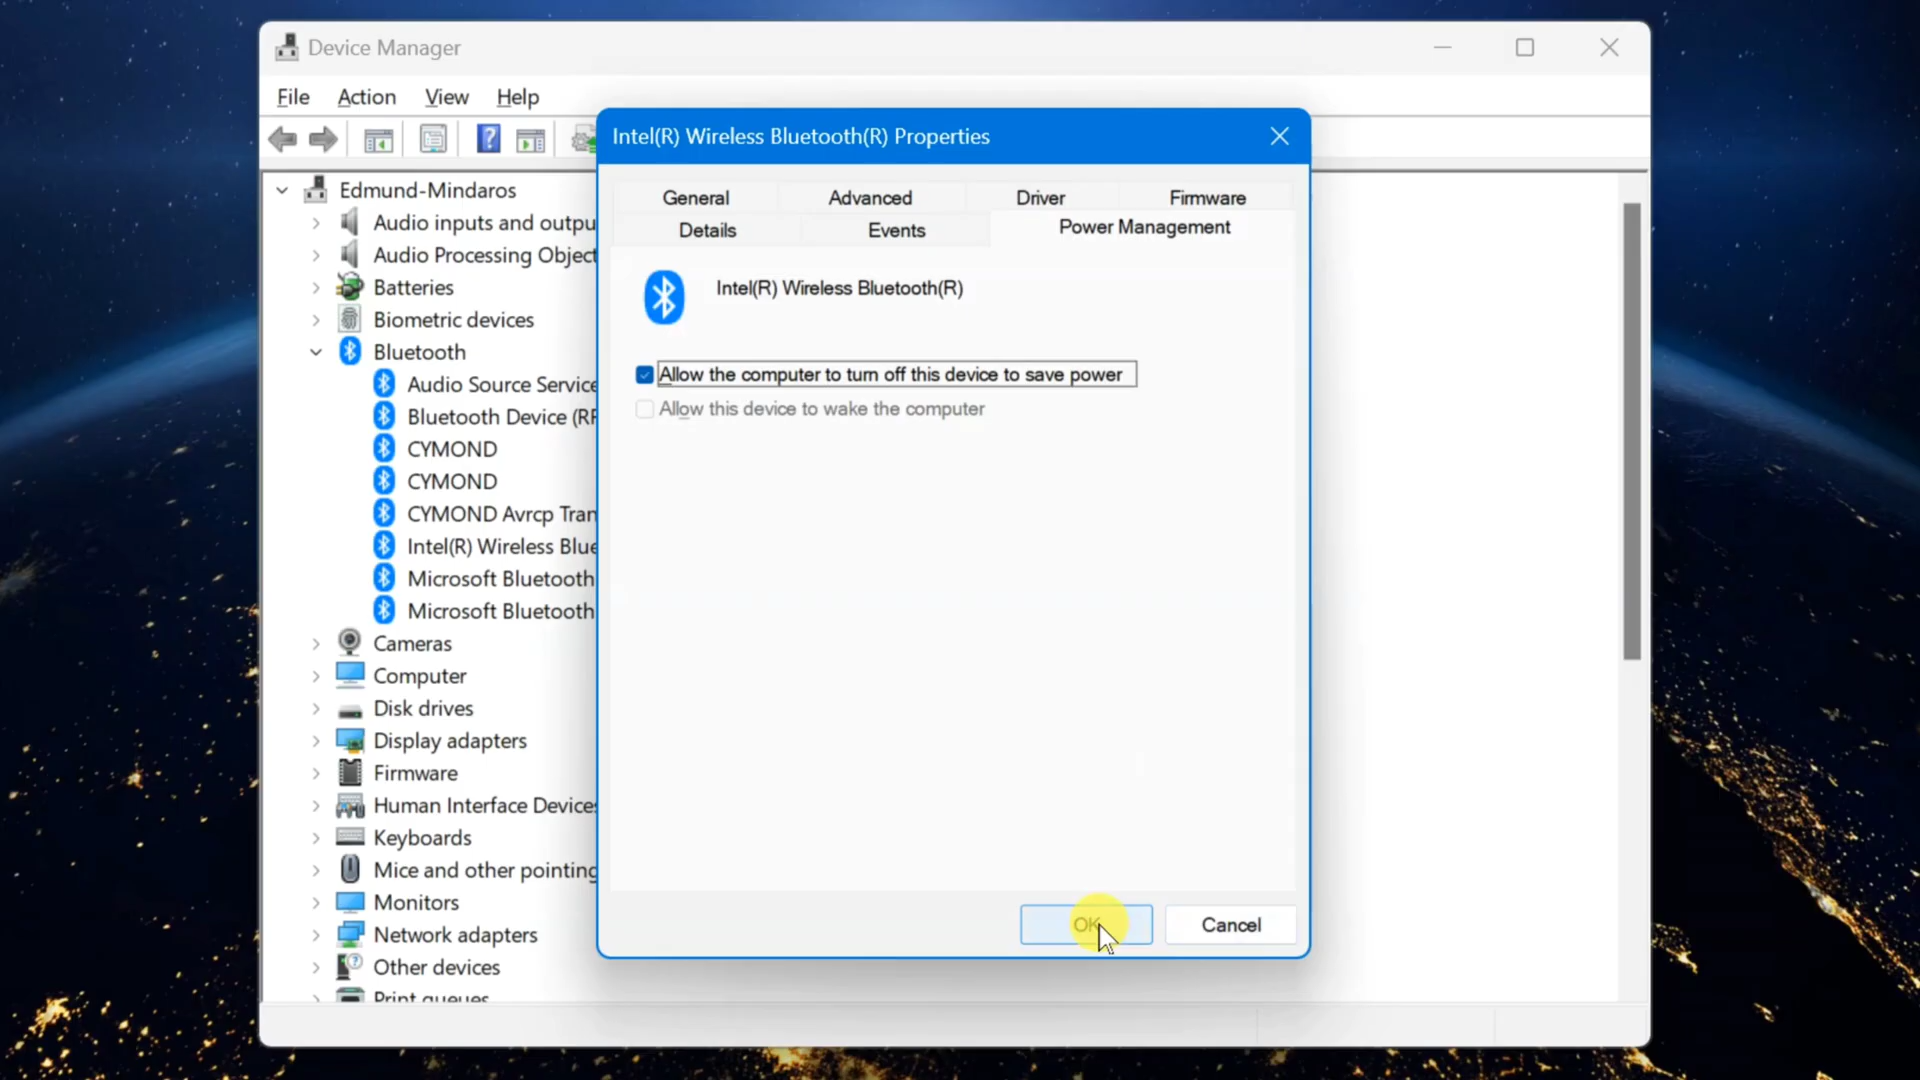 Device Manager
File Action View Help
Intel(R) Wireless Bluetooth(R) Properties
General Advanced Driver Firmware
Details Events Power Management
Intel(R) Wireless Bluetooth(R)
Allow the computer to turn off this device to save power
Allow this device to wake the computer
OK Cancel
Edmund-Mindaros
Audio inputs and outpu
Audio Processing Object
Batteries
Biometric devices
Bluetooth
Audio Source Service
Bluetooth Device (RF
CYMOND
CYMOND
CYMOND Avrcp Tran
Intel(R) Wireless Blue
Microsoft Bluetooth
Microsoft Bluetooth
Cameras
Computer
Disk drives
Display adapters
Firmware
Human Interface Devices
Keyboards
Mice and other pointing
Monitors
Network adapters
Other devices
Print queues